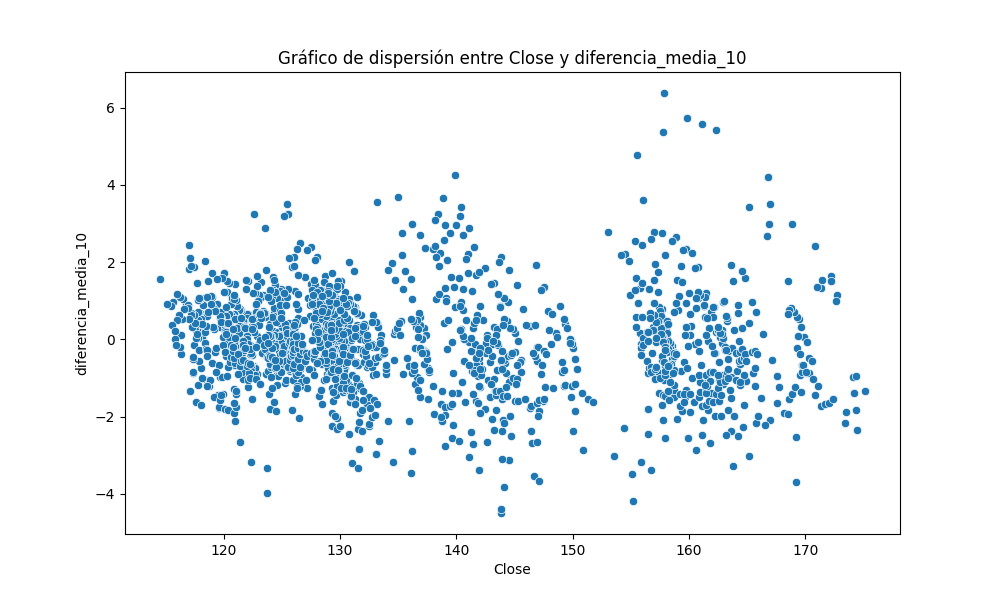 Gráfico de dispersión entre Close y diferencia_media_10
diferencia_media_10
6
4
2
0
−2
−4
120 130 140 150 160 170
Close